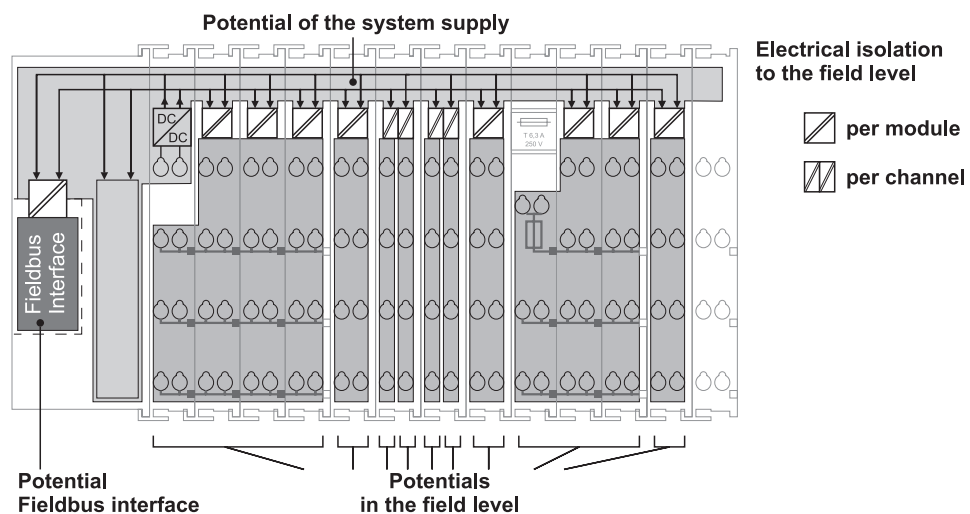 Potential of the system supply
Electrical isolation
to the field level
per module
per channel
DC
DC
T 6,3 A
250 V
Fieldbus
Interface
Potential
Fieldbus interface
Potentials
in the field level